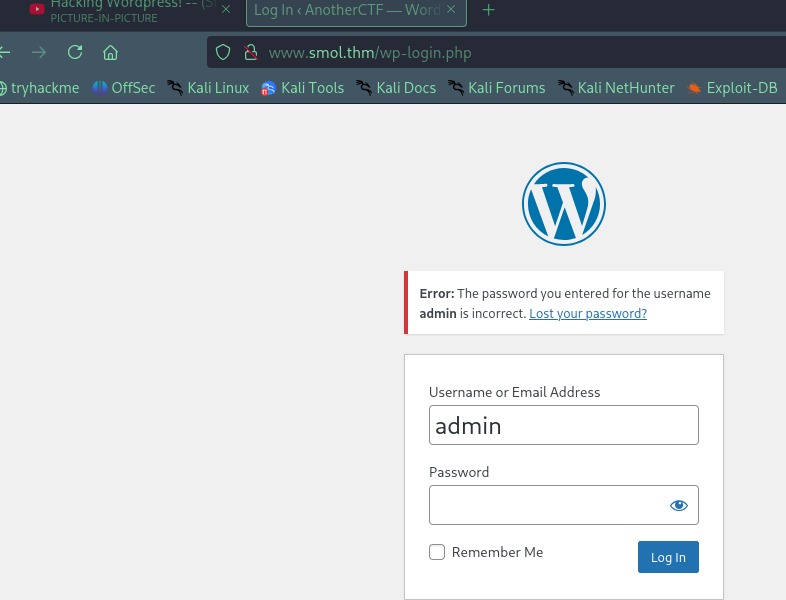 Hacking Wordpress! -- (S
PICTURE-IN-PICTURE
Log In ‹ AnotherCTF — Word
www.smol.thm/wp-login.php
tryhackme OffSec Kali Linux Kali Tools Kali Docs Kali Forums Kali NetHunter Exploit-DB
Error: The password you entered for the username
admin is incorrect. Lost your password?
Username or Email Address
admin
Password
Remember Me
Log In